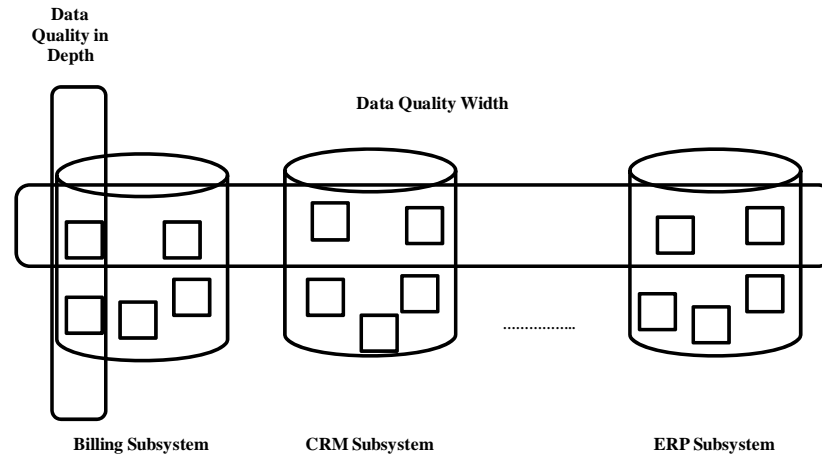 Data
Quality in
Depth
Data Quality Width
................
Billing Subsystem
CRM Subsystem
ERP Subsystem